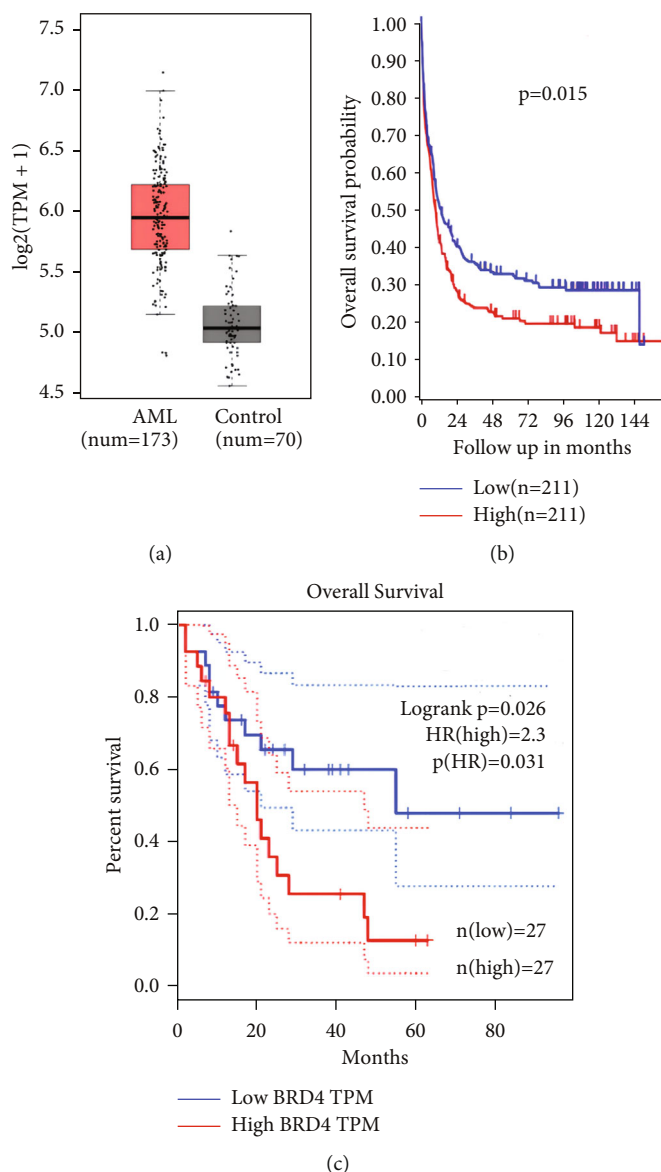 7.5
7.0
6.5
6.0
5.5
5.0
4.5
log2(TPM + 1)
AML
(num=173)
Control
(num=70)
(a)
1.00
0.90
0.80
0.70
0.60
0.50
0.40
0.30
0.20
0.10
0.00
Overall survival probability
p=0.015
0 24 48 72 96 120 144
Follow up in months
Low(n=211)
High(n=211)
(b)
Overall Survival
1.0
0.8
0.6
0.4
0.2
0.0
Percent survival
Logrank p=0.026
HR(high)=2.3
p(HR)=0.031
n(low)=27
n(high)=27
0 20 40 60 80
Months
Low BRD4 TPM
High BRD4 TPM
(c)